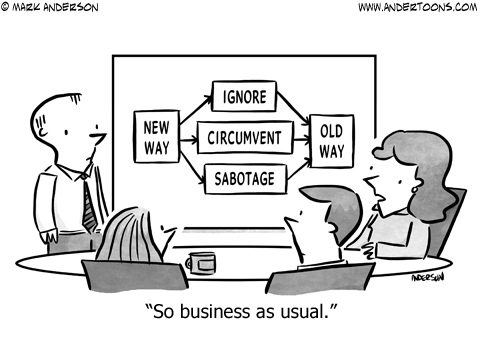 © MARK ANDERSON
WWW.ANDERTOONS.COM
NEW
WAY
IGNORE
CIRCUMVENT
SABOTAGE
OLD
WAY
ANDERSON
“So business as usual.”